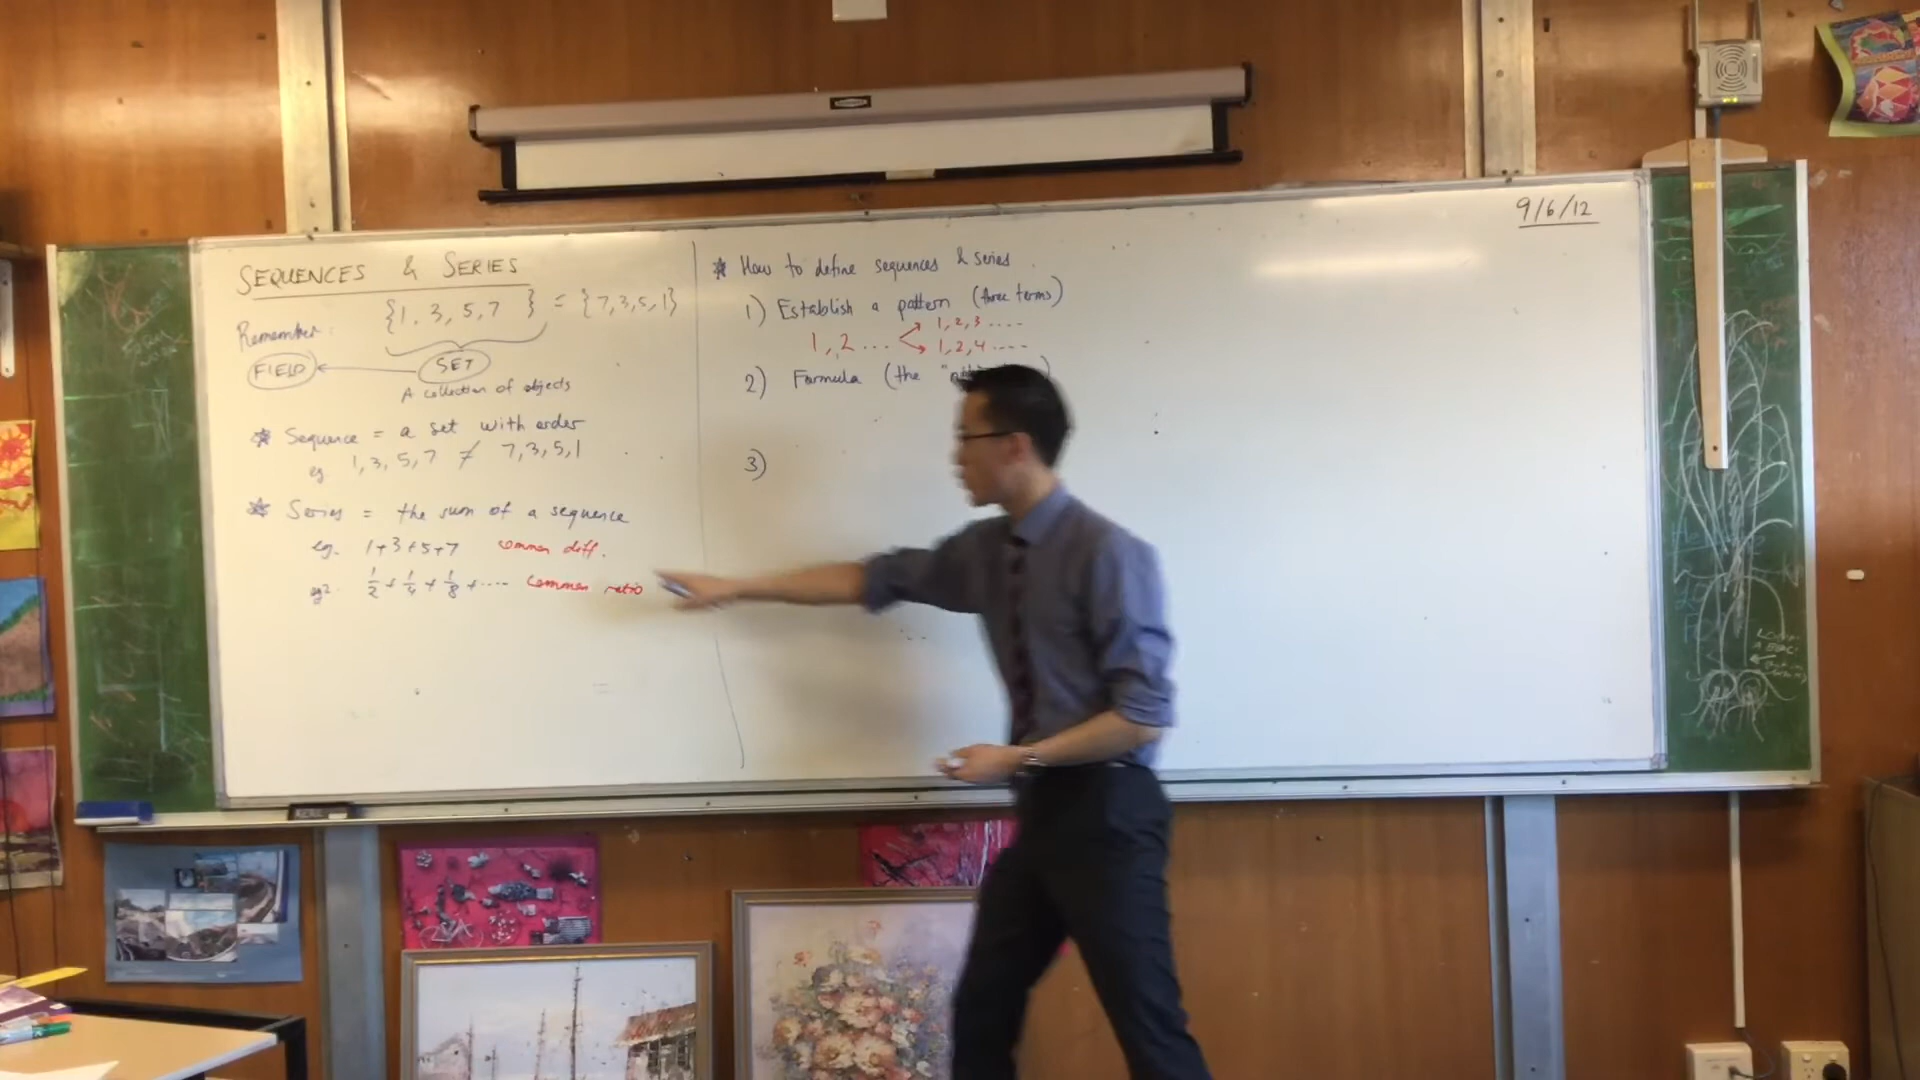 SEQUENCES & SERIES
{1, 3, 5, 7 } = {7,3,5,1}
Remember:
FIELD
SET
A collection of objects
Sequence = a set with order
eg. 1, 3, 5, 7 ≠ 7, 3, 5, 1
Series = the sum of a sequence
eg. 1+3+5+7 common diff.
eg2. 1/2 + 1/4 + 1/8 + .... common ratio
How to define sequences & series
1) Establish a pattern (three terms)
1, 2 ....
1, 2, 3 ....
1, 2, 4 ....
2) Formula (the
3)
9/6/12